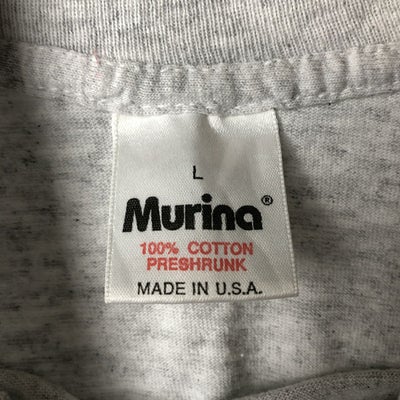 L
Murina®
100% COTTON
PRESHRUNK
MADE IN U.S.A.